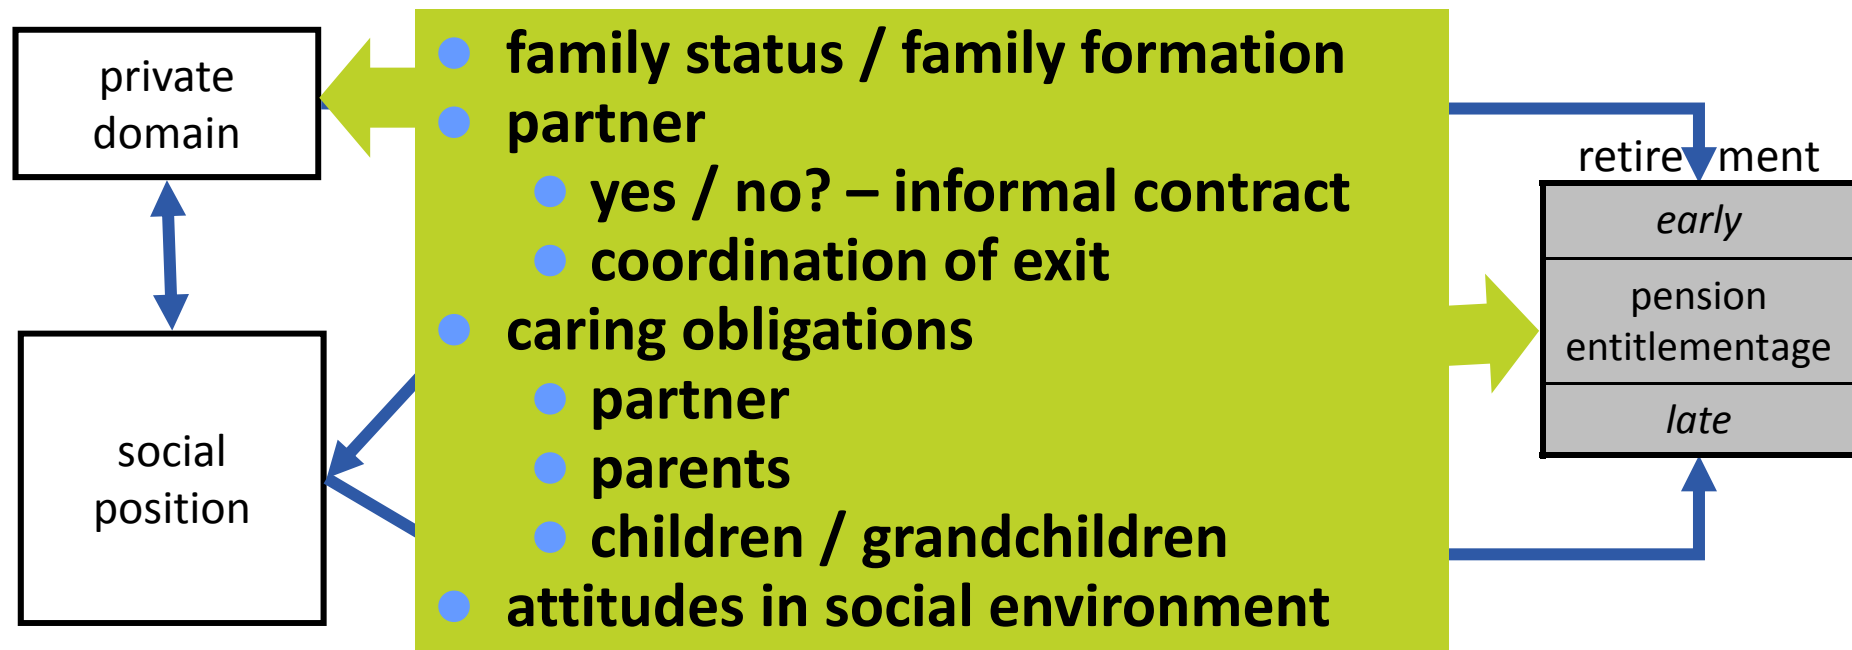 private
domain
social
position
● family status / family formation
● partner
● yes / no? – informal contract
● coordination of exit
● caring obligations
● partner
● parents
● children / grandchildren
● attitudes in social environment
retirement
early
pension
entitlementage
late